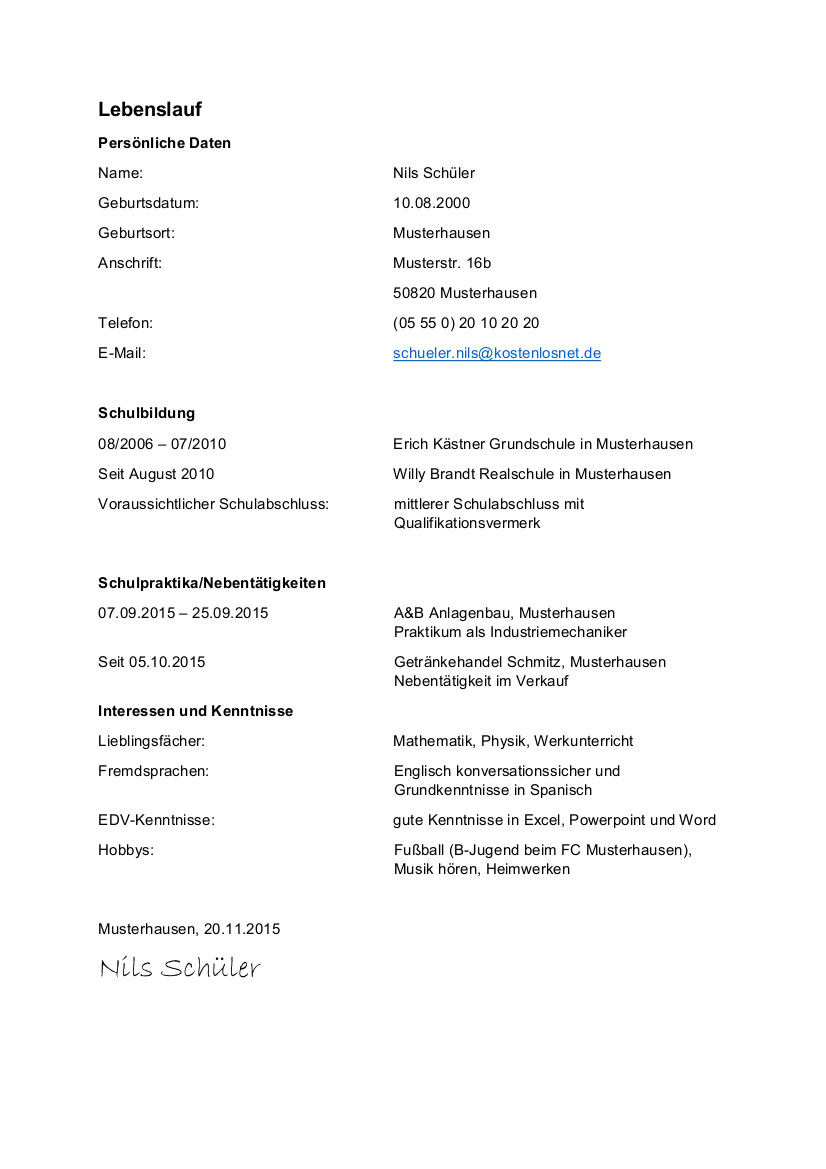 Lebenslauf
Persönliche Daten
Name: Nils Schüler
Geburtsdatum: 10.08.2000
Geburtsort: Musterhausen
Anschrift: Musterstr. 16b
50820 Musterhausen
Telefon: (05 55 0) 20 10 20 20
E-Mail: schueler.nils@kostenlosnet.de
Schulbildung
08/2006 – 07/2010 Erich Kästner Grundschule in Musterhausen
Seit August 2010 Willy Brandt Realschule in Musterhausen
Voraussichtlicher Schulabschluss: mittlerer Schulabschluss mit
Qualifikationsvermerk
Schulpraktika/Nebentätigkeiten
07.09.2015 – 25.09.2015 A&B Anlagenbau, Musterhausen
Praktikum als Industriemechaniker
Seit 05.10.2015 Getränkehandel Schmitz, Musterhausen
Nebentätigkeit im Verkauf
Interessen und Kenntnisse
Lieblingsfächer: Mathematik, Physik, Werkunterricht
Fremdsprachen: Englisch konversationssicher und
Grundkenntnisse in Spanisch
EDV-Kenntnisse: gute Kenntnisse in Excel, Powerpoint und Word
Hobbys: Fußball (B-Jugend beim FC Musterhausen),
Musik hören, Heimwerken
Musterhausen, 20.11.2015
Nils Schüler